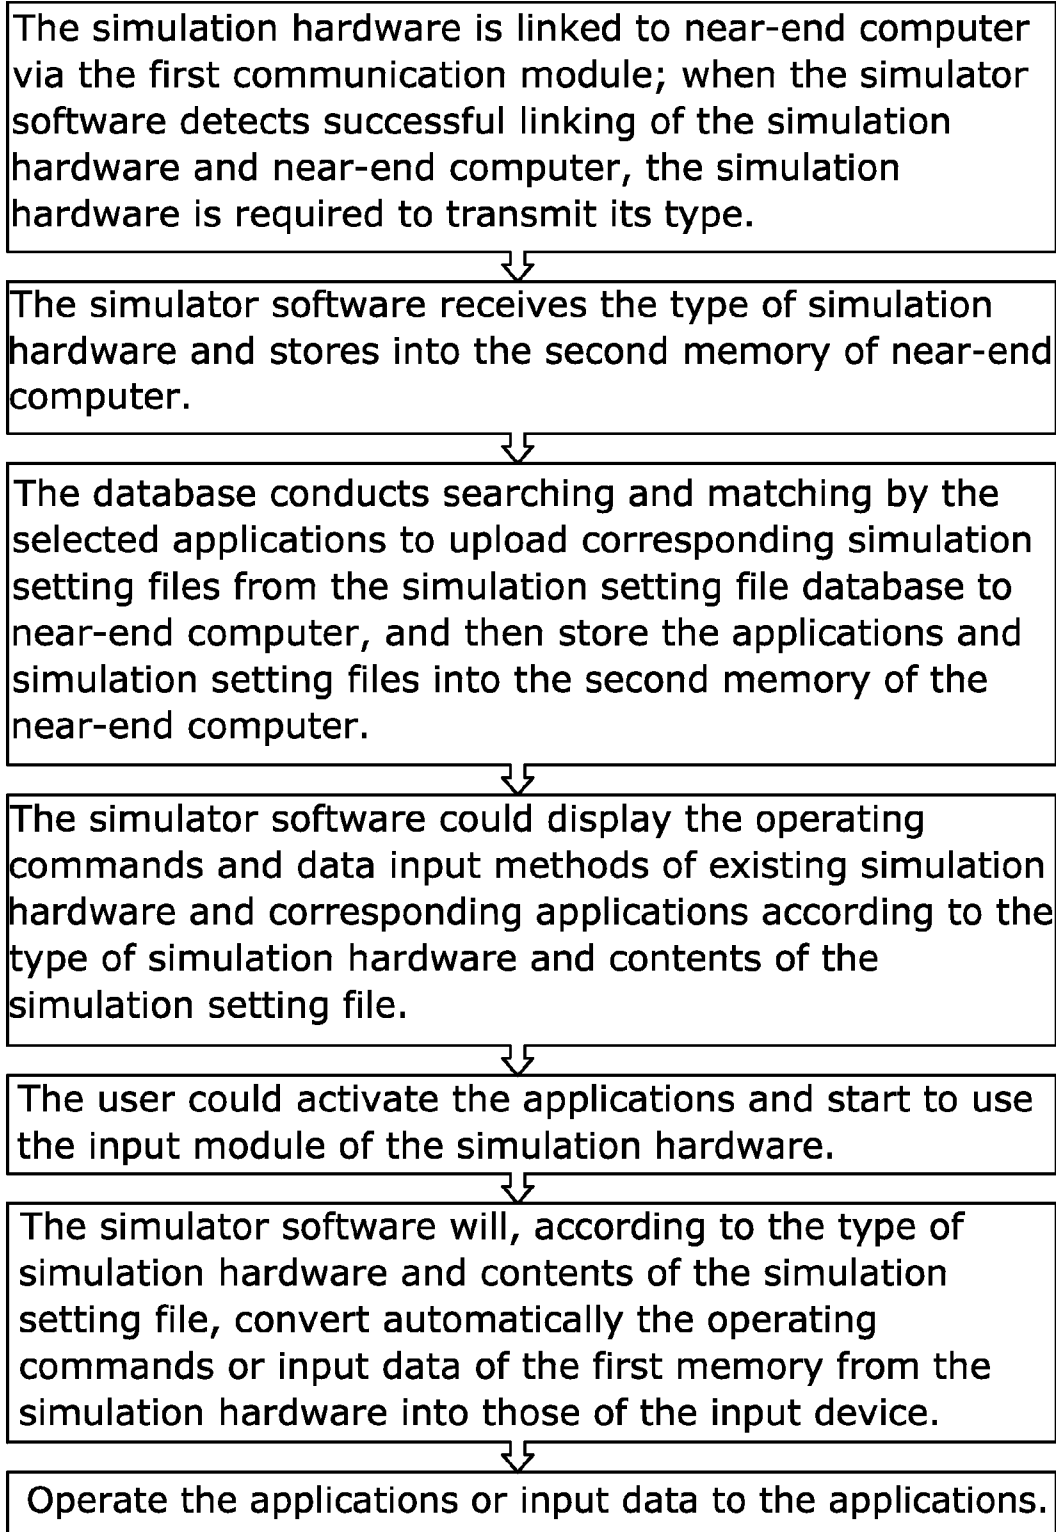 The simulation hardware is linked to near-end computer
via the first communication module; when the simulator
software detects successful linking of the simulation
hardware and near-end computer, the simulation
hardware is required to transmit its type.
The simulator software receives the type of simulation
hardware and stores into the second memory of near-end
computer.
The database conducts searching and matching by the
selected applications to upload corresponding simulation
setting files from the simulation setting file database to
near-end computer, and then store the applications and
simulation setting files into the second memory of the
near-end computer.
The simulator software could display the operating
commands and data input methods of existing simulation
hardware and corresponding applications according to the
type of simulation hardware and contents of the
simulation setting file.
The user could activate the applications and start to use
the input module of the simulation hardware.
The simulator software will, according to the type of
simulation hardware and contents of the simulation
setting file, convert automatically the operating
commands or input data of the first memory from the
simulation hardware into those of the input device.
Operate the applications or input data to the applications.